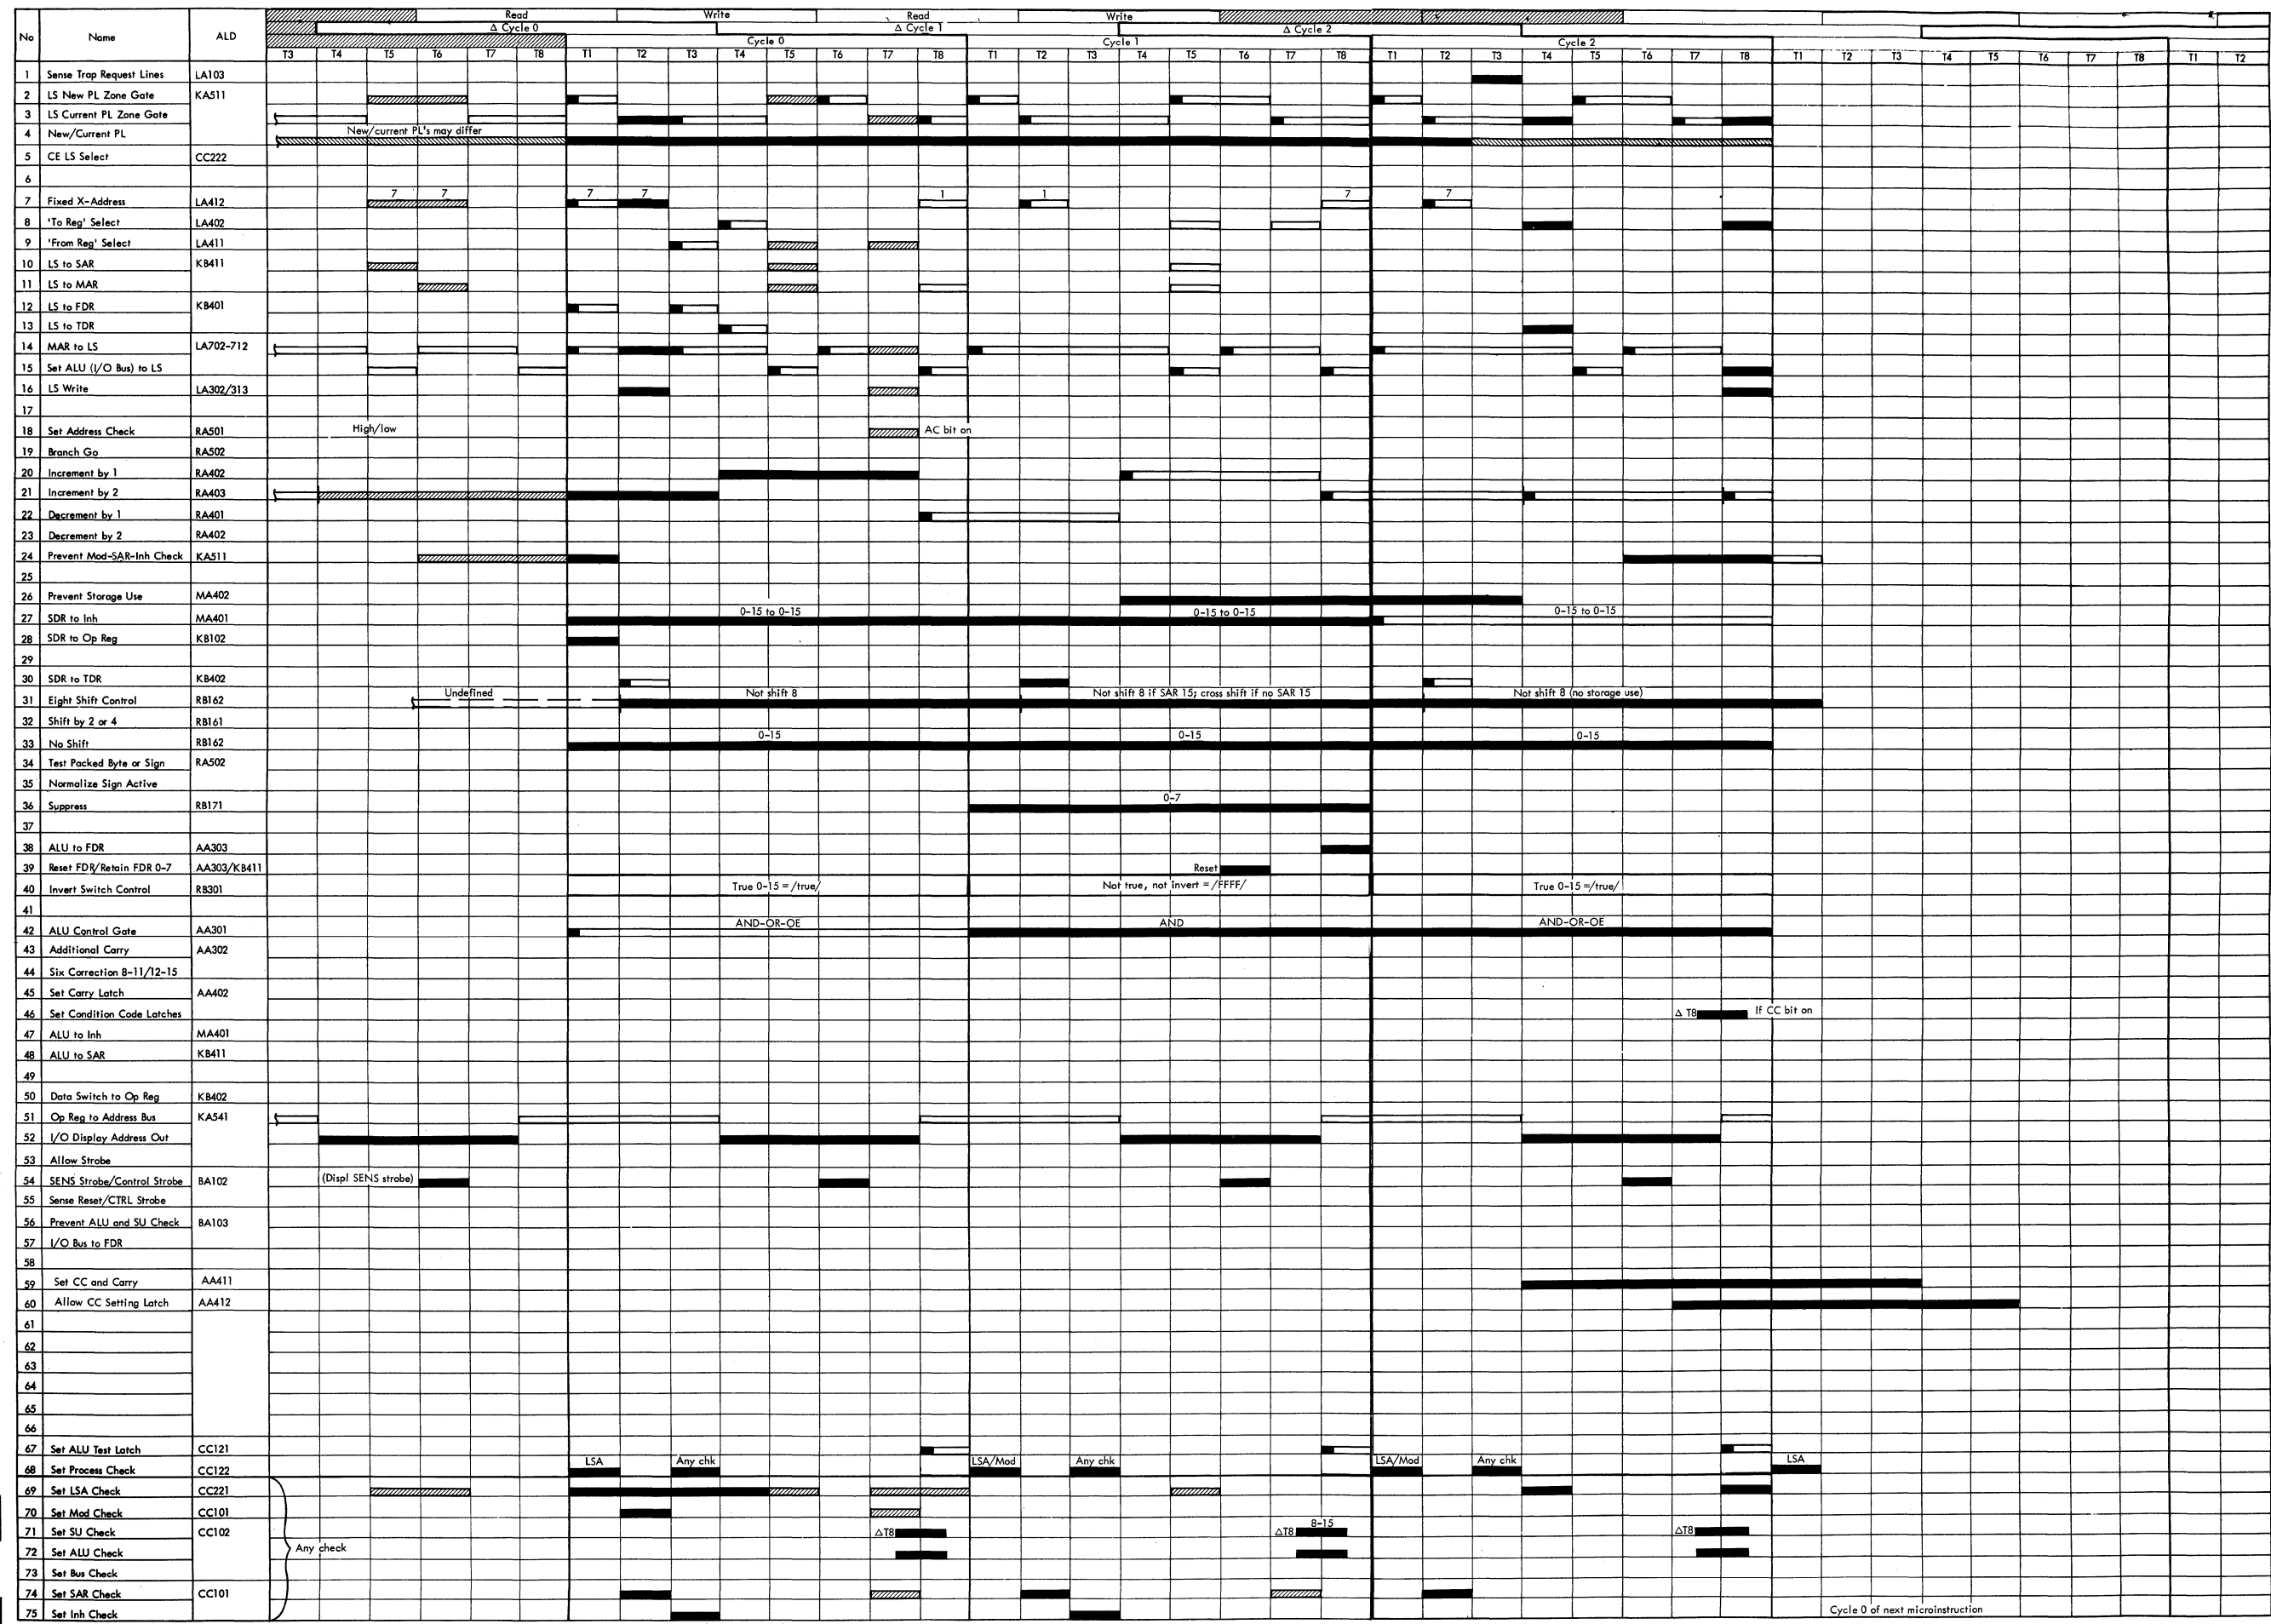 Read Write Read Write
Δ Cycle 0 Δ Cycle 1 Δ Cycle 2
No Name ALD Cycle 0 Cycle 1 Cycle 2
T3 T4 T5 T6 T7 T8 T1 T2 T3 T4 T5 T6 T7 T8 T1 T2 T3 T4 T5 T6 T7 T8 T1 T2 T3 T4 T5 T6 T7 T8 T1 T2 T3 T4 T5 T6 T7 T8 T1 T2
1 Sense Trap Request Lines LA103
2 LS New PL Zone Gate KA511
3 LS Current PL Zone Gate
4 New/Current PL New/current PL's may differ
5 CE LS Select CC222
6
7 7 7 7 1 1 7 7
7 Fixed X-Address LA412
8 'To Reg' Select LA402
9 'From Reg' Select LA411
10 LS to SAR KB411
11 LS to MAR
12 LS to FDR KB401
13 LS to TDR
14 MAR to LS LA702-712
15 Set ALU (I/O Bus) to LS
16 LS Write LA302/313
17
18 Set Address Check RA501 High/low AC bit on
19 Branch Go RA502
20 Increment by 1 RA402
21 Increment by 2 RA403
22 Decrement by 1 RA401
23 Decrement by 2 RA402
24 Prevent Mod-SAR-Inh Check KA511
25
26 Prevent Storage Use MA402
0-15 to 0-15 0-15 to 0-15 0-15 to 0-15
27 SDR to Inh MA401
28 SDR to Op Reg KB102
29
30 SDR to TDR KB402
Undefined Not shift 8 Not shift 8 if SAR 15; cross shift if no SAR 15 Not shift 8 (no storage use)
31 Eight Shift Control RB162
32 Shift by 2 or 4 RB161
0-15 0-15 0-15
33 No Shift RB162
34 Test Packed Byte or Sign RA502
35 Normalize Sign Active
0-7
36 Suppress RB171
37
38 ALU to FDR AA303
39 Reset FDR/Retain FDR 0-7 AA303/KB411 Reset
40 Invert Switch Control RB301 True 0-15 =/true/ Not true, not invert =/FFFF/ True 0-15 =/true/
41
AND-OR-OE AND AND-OR-OE
42 ALU Control Gate AA301
43 Additional Carry AA302
44 Six Correction 8-11/12-15
45 Set Carry Latch AA402
46 Set Condition Code Latches Δ T8 If CC bit on
47 ALU to Inh MA401
48 ALU to SAR KB411
49
50 Data Switch to Op Reg KB402
51 Op Reg to Address Bus KA541
52 I/O Display Address Out
53 Allow Strobe
54 SENS Strobe/Control Strobe BA102 (Displ SENS strobe)
55 Sense Reset/CTRL Strobe
56 Prevent ALU and SU Check BA103
57 I/O Bus to FDR
58
59 Set CC and Carry AA411
60 Allow CC Setting Latch AA412
61
62
63
64
65
66
67 Set ALU Test Latch CC121
LSA Any chk LSA/Mod Any chk LSA/Mod Any chk LSA
68 Set Process Check CC122
69 Set LSA Check CC221
70 Set Mod Check CC101
8-15
71 Set SU Check CC102 ΔT8 ΔT8 ΔT8
72 Set ALU Check Any check
73 Set Bus Check
74 Set SAR Check CC101
75 Set Inh Check Cycle 0 of next microinstruction